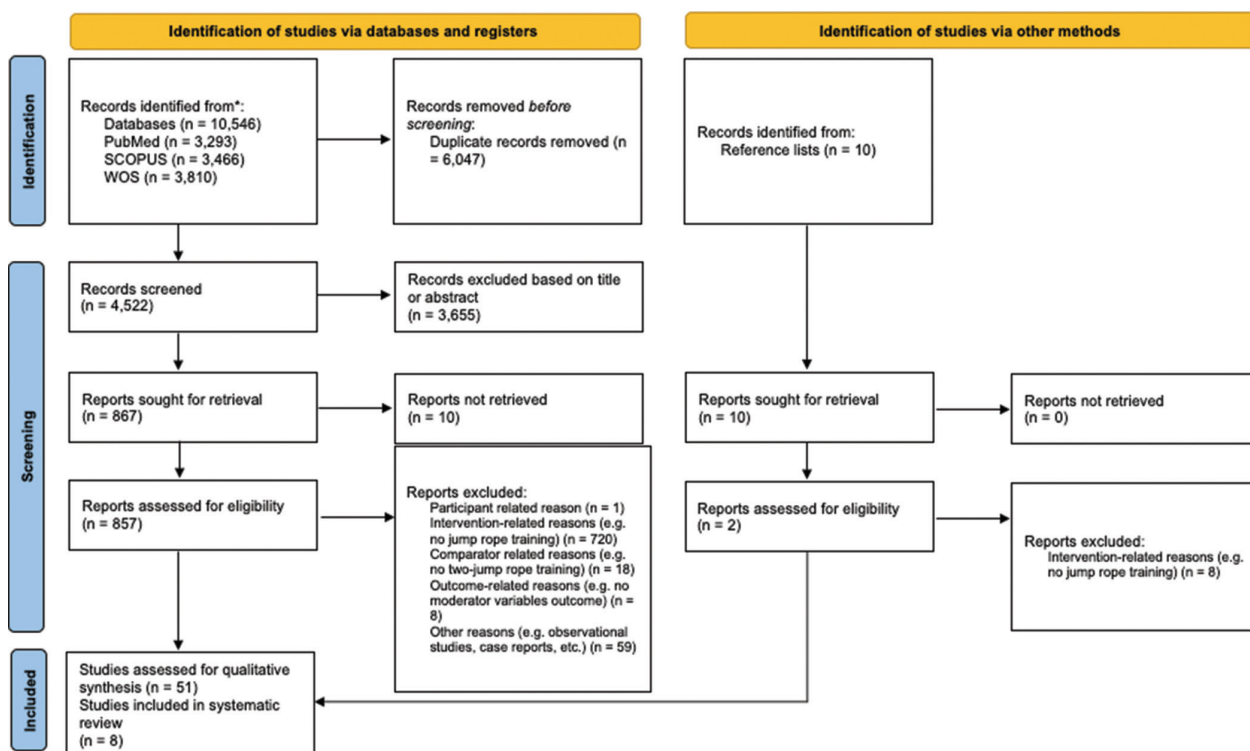 Identification of studies via databases and registers
Identification of studies via other methods
Identification
Records identified from*:
Databases (n = 10,546)
PubMed (n = 3,293)
SCOPUS (n = 3,466)
WOS (n = 3,810)
Records removed before
screening:
Duplicate records removed (n
= 6,047)
Records identified from:
Reference lists (n = 10)
Screening
Records screened
(n = 4,522)
Records excluded based on title
or abstract
(n = 3,655)
Reports sought for retrieval
(n = 867)
Reports not retrieved
(n = 10)
Reports sought for retrieval
(n = 10)
Reports not retrieved
(n = 0)
Reports assessed for eligibility
(n = 857)
Reports excluded:
Participant related reason (n = 1)
Intervention-related reasons (e.g.
no jump rope training) (n = 720)
Comparator related reasons (e.g.
no two-jump rope training) (n = 18)
Outcome-related reasons (e.g. no
moderator variables outcome) (n =
8)
Other reasons (e.g. observational
studies, case reports, etc.) (n = 59)
Reports assessed for eligibility
(n = 2)
Reports excluded:
Intervention-related reasons (e.g.
no jump rope training) (n = 8)
Included
Studies assessed for qualitative
synthesis (n = 51)
Studies included in systematic
review
(n = 8)